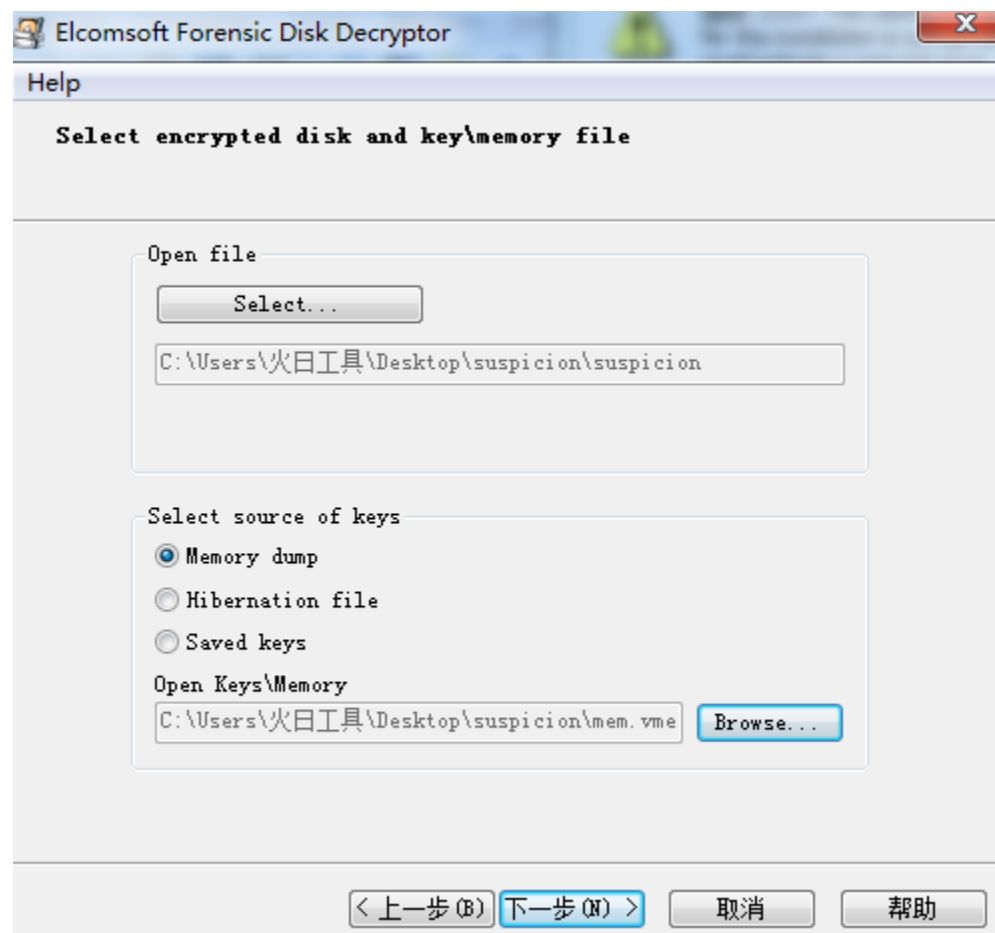 Elcomsoft Forensic Disk Decryptor
Help
Select encrypted disk and key\memory file
Open file
Select...
C:\Users\火日工具\Desktop\suspicion\suspicion
Select source of keys
Memory dump
Hibernation file
Saved keys
Open Keys\Memory
C:\Users\火日工具\Desktop\suspicion\mem.vme
Browse...
< 上一步(B) 下一步(N) > 取消 帮助